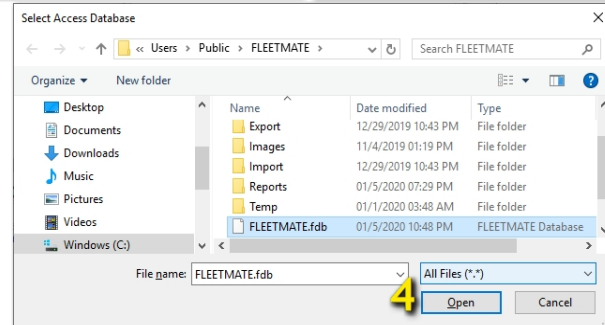 Select Access Database
« Users > Public > FLEETMATE >
Search FLEETMATE
Organize
New folder
Desktop
Documents
Downloads
Music
Pictures
Videos
Windows (C:)
Name Date modified Type
Export 12/29/2019 10:43 PM File folder
Images 11/4/2019 01:19 PM File folder
Import 12/29/2019 10:43 PM File folder
Reports 01/5/2020 07:29 PM File folder
Temp 01/1/2020 03:48 AM File folder
FLEETMATE.fdb 01/5/2020 10:48 PM FLEETMATE Database
File name: FLEETMATE.fdb
All Files (*.*)
4
Open
Cancel